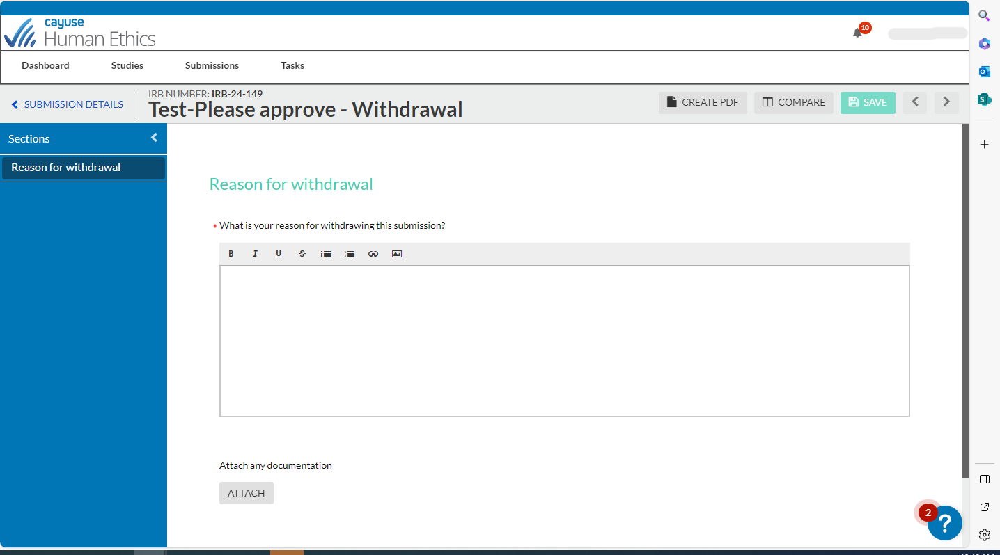 cayuse
Human Ethics
10
Dashboard Studies Submissions Tasks
SUBMISSION DETAILS
IRB NUMBER: IRB-24-149
Test-Please approve - Withdrawal
CREATE PDF COMPARE SAVE
Sections
Reason for withdrawal
Reason for withdrawal
* What is your reason for withdrawing this submission?
B I U S
Attach any documentation
ATTACH
2
?